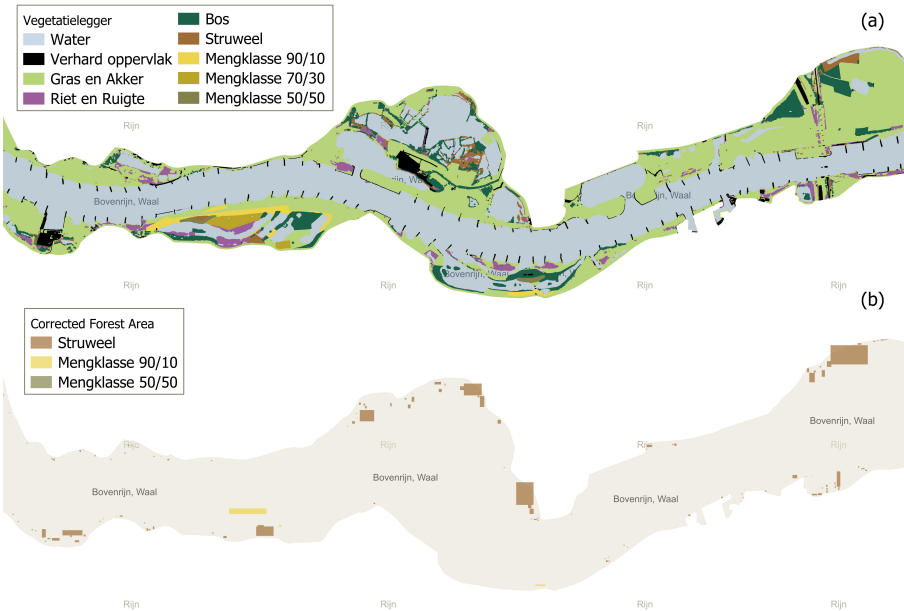 (a)
Vegetatielegger
Water
Verhard oppervlak
Gras en Akker
Riet en Ruigte
Bos
Struweel
Mengklasse 90/10
Mengklasse 70/30
Mengklasse 50/50
Rijn
Rijn
Bovenrijn, Waal
Waal
Bovenrijn, Waal
Bovenrijn, Waal
Rijn
Rijn
Rijn
Rijn
(b)
Corrected Forest Area
Struweel
Mengklasse 90/10
Mengklasse 50/50
Bovenrijn, Waal
Rijn
Rijn
Rijn
Rijn
Bovenrijn, Waal
Bovenrijn, Waal
Bovenrijn, Waal
Rijn
Rijn
Rijn
Rijn